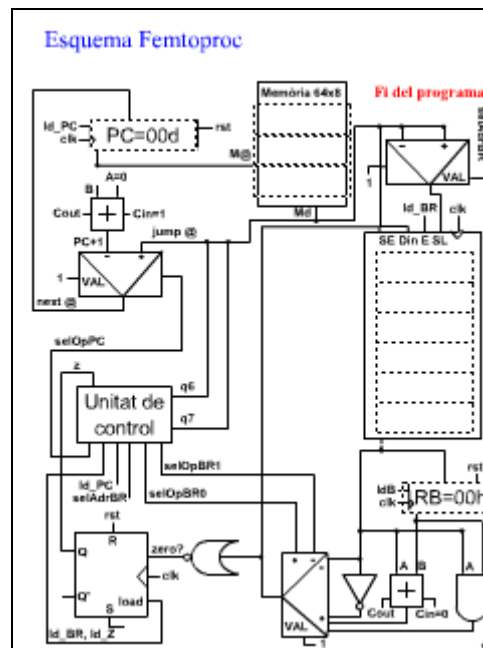 Esquema Femtoproc
Memòria 64x8
Fi del programa
ld_PC
clk
PC=00d
rst
M@
A=0
B
Cout
+
Cin=1
PC+1
jump @
Md
1
VAL
ld_BR
clk
SE Din E SL
- +
1
VAL
next @
selOpPC
z
q6
Unitat de
control
q7
selOpBR1
ld_PC
selAdrBR
selOpBR0
rst
ldB
clk
RB=00h
rst
R
Q
zero?
clk
Q'
S
load
ld_BR, ld_Z
+ - + -
VAL
1
A
B
+
Cout
Cin=0
A